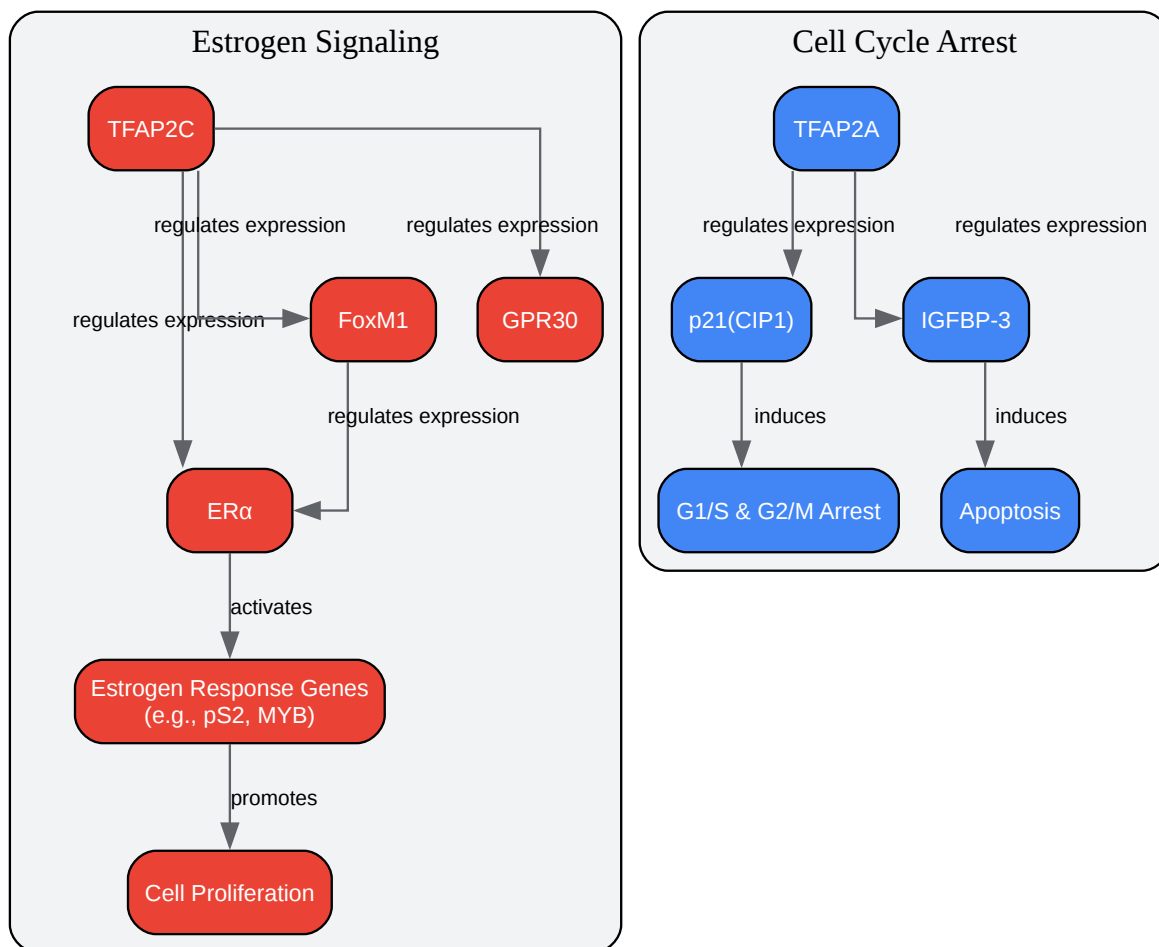 Estrogen Signaling
TFAP2C
regulates expression
regulates expression
regulates expression
FoxM1
GPR30
regulates expression
ERα
activates
Estrogen Response Genes
(e.g., pS2, MYB)
promotes
Cell Proliferation
Cell Cycle Arrest
TFAP2A
regulates expression
regulates expression
p21(CIP1)
IGFBP-3
induces
induces
G1/S & G2/M Arrest
Apoptosis